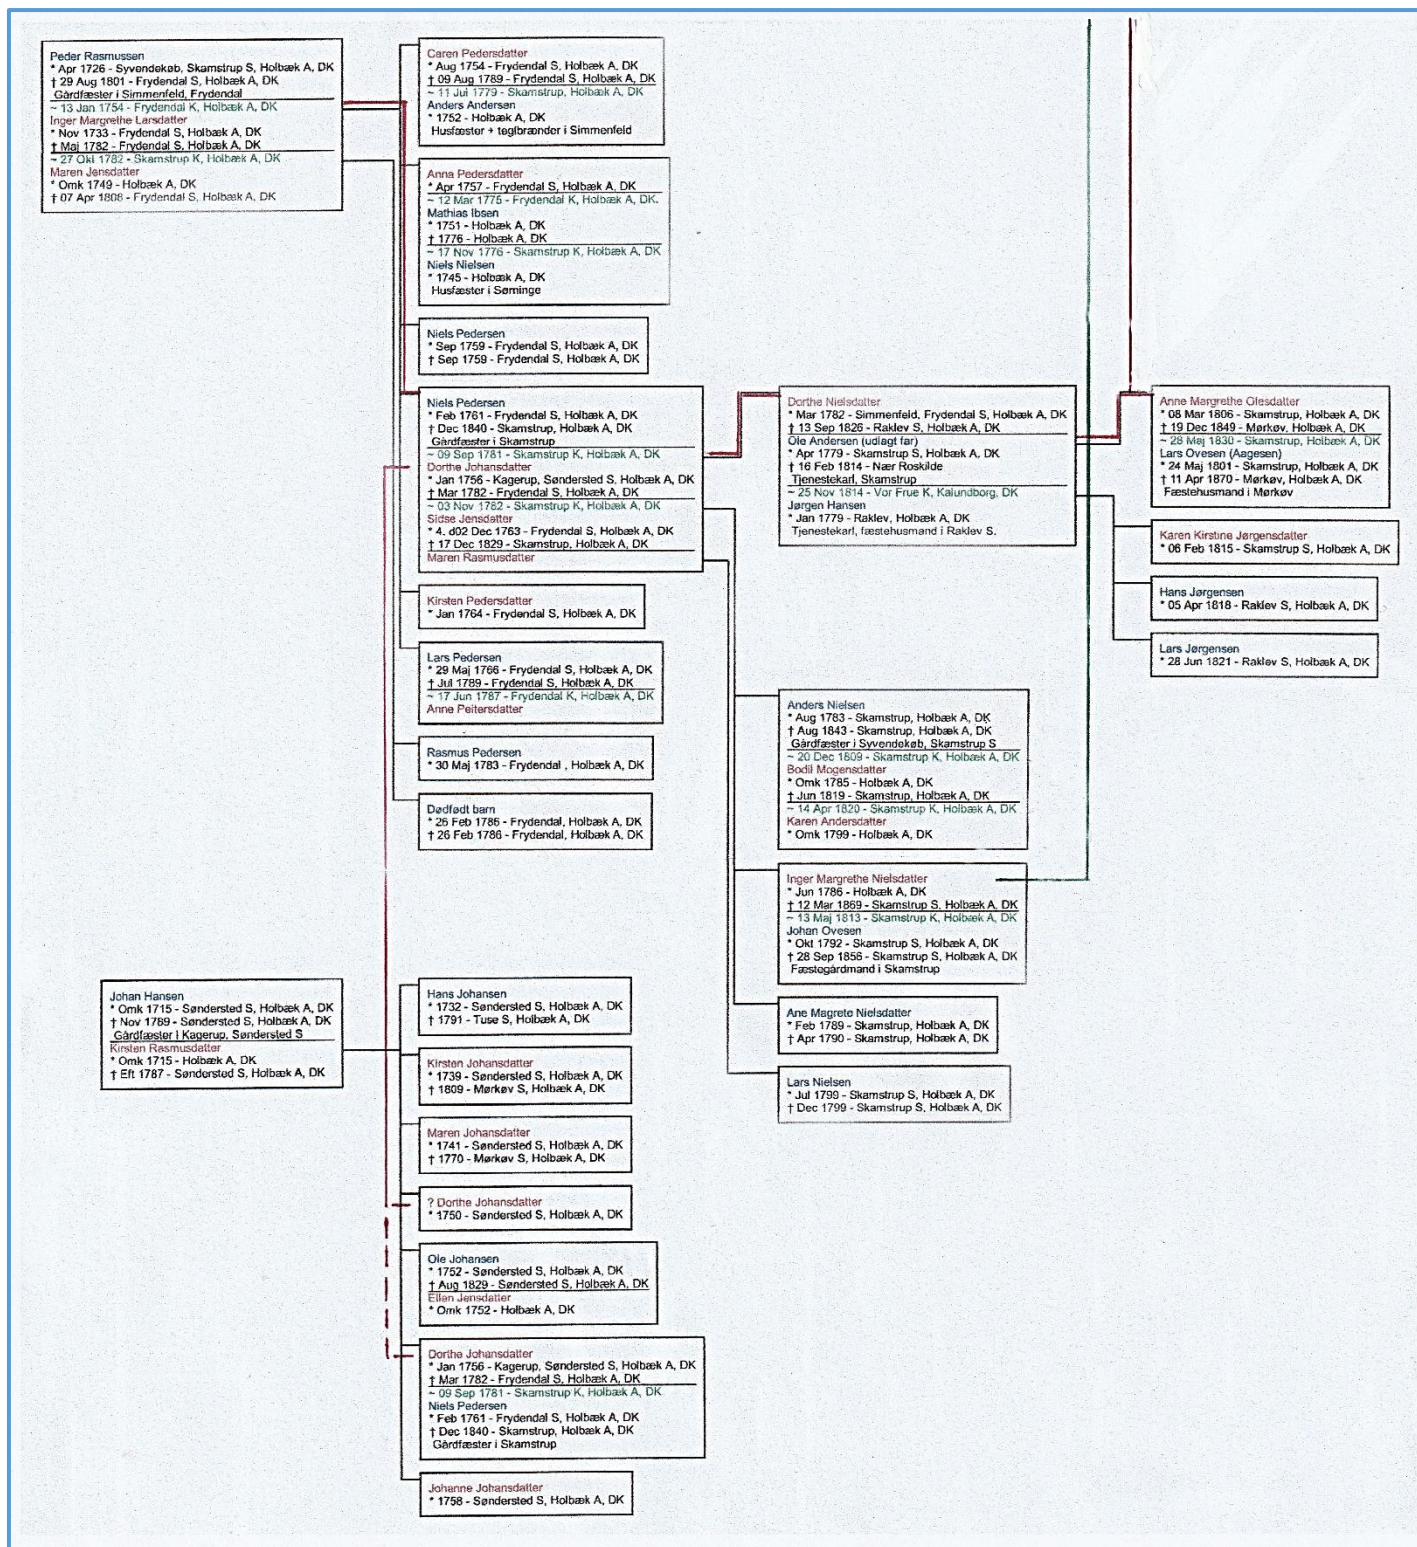 Peder Rasmussen
* Apr 1726 - Syvendekøb, Skamstrup S, Holbæk A, DK
† 29 Aug 1801 - Frydendal S, Holbæk A, DK
Gårdfæster i Simmenfeld, Frydendal
~ 13 Jan 1754 - Frydendal K, Holbæk A, DK
Inger Margrethe Larsdatter
* Nov 1733 - Frydendal S, Holbæk A, DK
† Maj 1782 - Frydendal S, Holbæk A, DK
~ 27 Okt 1782 - Skamstrup K, Holbæk A, DK
Maren Jensdatter
* Omk 1749 - Holbæk A, DK
† 07 Apr 1808 - Frydendal S, Holbæk A, DK
Caren Pedersdatter
* Aug 1754 - Frydendal S, Holbæk A, DK
† 09 Aug 1789 - Frydendal S, Holbæk A, DK
~ 11 Jul 1779 - Skamstrup, Holbæk A, DK
Anders Andersen
* 1752 - Holbæk A, DK
Husfæster + teglbrænder i Simmenfeld
Anna Pedersdatter
* Apr 1757 - Frydendal S, Holbæk A, DK
~ 12 Mar 1775 - Frydendal K, Holbæk A, DK.
Mathias Ibsen
* 1751 - Holbæk A, DK
† 1776 - Holbæk A, DK
~ 17 Nov 1776 - Skamstrup K, Holbæk A, DK
Niels Nielsen
* 1745 - Holbæk A, DK
Husfæster i Søminge
Niels Pedersen
* Sep 1759 - Frydendal S, Holbæk A, DK
† Sep 1759 - Frydendal S, Holbæk A, DK
Niels Pedersen
* Feb 1761 - Frydendal S, Holbæk A, DK
† Dec 1840 - Skamstrup, Holbæk A, DK
Gårdfæster i Skamstrup
~ 09 Sep 1781 - Skamstrup K, Holbæk A, DK
Dorthe Johansdatter
* Jan 1756 - Kagerup, Søndersted S, Holbæk A, DK
† Mar 1782 - Frydendal S, Holbæk A, DK
~ 03 Nov 1782 - Skamstrup K, Holbæk A, DK
Sidse Jensdatter
* 4. d02 Dec 1763 - Frydendal S, Holbæk A, DK
† 17 Dec 1829 - Skamstrup, Holbæk A, DK
Maren Rasmusdatter
Kirsten Pedersdatter
* Jan 1764 - Frydendal S, Holbæk A, DK
Lars Pedersen
* 29 Maj 1766 - Frydendal S, Holbæk A, DK
† Jul 1789 - Frydendal S, Holbæk A, DK
~ 17 Jun 1787 - Frydendal K, Holbæk A, DK
Anne Peitersdatter
Rasmus Pedersen
* 30 Maj 1783 - Frydendal , Holbæk A, DK
Dødfødt barn
* 26 Feb 1786 - Frydendal, Holbæk A, DK
† 26 Feb 1786 - Frydendal, Holbæk A, DK
Dorthe Nielsdatter
* Mar 1782 - Simmenfeld, Frydendal S, Holbæk A, DK
† 13 Sep 1826 - Raklev S, Holbæk A, DK
Ole Andersen (udlagt far)
* Apr 1779 - Skamstrup S, Holbæk A, DK
† 16 Feb 1814 - Nær Roskilde
Tjenestekarl, Skamstrup
~ 25 Nov 1814 - Vor Frue K, Kalundborg, DK
Jørgen Hansen
* Jan 1779 - Raklev, Holbæk A, DK
Tjenestekarl, fæstehusmand i Raklev S.
Anne Margrethe Olesdatter
* 08 Mar 1806 - Skamstrup, Holbæk A, DK
† 19 Dec 1849 - Mørkøv, Holbæk A, DK
~ 28 Maj 1830 - Skamstrup, Holbæk A, DK
Lars Ovesen (Aagesen)
* 24 Maj 1801 - Skamstrup, Holbæk A, DK
† 11 Apr 1870 - Mørkøv, Holbæk A, DK
Fæstehusmand i Mørkøv
Karen Kirstine Jørgensdatter
* 06 Feb 1815 - Skamstrup S, Holbæk A, DK
Hans Jørgensen
* 05 Apr 1818 - Raklev S, Holbæk A, DK
Lars Jørgensen
* 28 Jun 1821 - Raklev S, Holbæk A, DK
Anders Nielsen
* Aug 1783 - Skamstrup, Holbæk A, DK
† Aug 1843 - Skamstrup, Holbæk A, DK
Gårdfæster i Syvendekøb, Skamstrup S
~ 20 Dec 1809 - Skamstrup K, Holbæk A, DK
Bodil Mogensdatter
* Omk 1785 - Holbæk A, DK
† Jun 1819 - Skamstrup, Holbæk A, DK
~ 14 Apr 1820 - Skamstrup K, Holbæk A, DK
Karen Andersdatter
* Omk 1799 - Holbæk A, DK
Inger Margrethe Nielsdatter
* Jun 1786 - Holbæk A, DK
† 12 Mar 1869 - Skamstrup S, Holbæk A, DK
~ 13 Maj 1813 - Skamstrup K, Holbæk A, DK
Johan Ovesen
* Okt 1792 - Skamstrup S, Holbæk A, DK
† 28 Sep 1856 - Skamstrup S, Holbæk A, DK
Fæstegårdmand i Skamstrup
Ane Magrete Nielsdatter
* Feb 1789 - Skamstrup, Holbæk A, DK
† Apr 1790 - Skamstrup, Holbæk A, DK
Lars Nielsen
* Jul 1799 - Skamstrup S, Holbæk A, DK
† Dec 1799 - Skamstrup S, Holbæk A, DK
Johan Hansen
* Omk 1715 - Søndersted S, Holbæk A, DK
† Nov 1789 - Søndersted S, Holbæk A, DK
Gårdfæster i Kagerup, Søndersted S
Kirsten Rasmusdatter
* Omk 1715 - Holbæk A, DK
† Eft 1787 - Søndersted S, Holbæk A, DK
Hans Johansen
* 1732 - Søndersted S, Holbæk A, DK
† 1791 - Tuse S, Holbæk A, DK
Kirsten Johansdatter
* 1739 - Søndersted S, Holbæk A, DK
† 1809 - Mørkøv S, Holbæk A, DK
Maren Johansdatter
* 1741 - Søndersted S, Holbæk A, DK
† 1770 - Mørkøv S, Holbæk A, DK
? Dorthe Johansdatter
* 1750 - Søndersted S, Holbæk A, DK
Ole Johansen
* 1752 - Søndersted S, Holbæk A, DK
† Aug 1829 - Søndersted S, Holbæk A, DK
Ellen Jensdatter
* Omk 1752 - Holbæk A, DK
Dorthe Johansdatter
* Jan 1756 - Kagerup, Søndersted S, Holbæk A, DK
† Mar 1782 - Frydendal S, Holbæk A, DK
~ 09 Sep 1781 - Skamstrup K, Holbæk A, DK
Niels Pedersen
* Feb 1761 - Frydendal S, Holbæk A, DK
† Dec 1840 - Skamstrup, Holbæk A, DK
Gårdfæster i Skamstrup
Johanne Johansdatter
* 1758 - Søndersted S, Holbæk A, DK